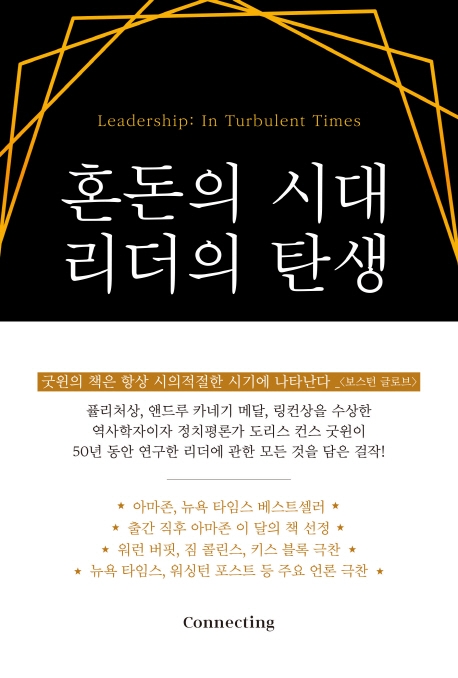 Leadership: In Turbulent Times
혼돈의 시대
리더의 탄생
굿윈의 책은 항상 시의적절한 시기에 나타난다 _〈보스턴 글로브〉
퓰리처상, 앤드루 카네기 메달, 링컨상을 수상한
역사학자이자 정치평론가 도리스 컨스 굿윈이
50년 동안 연구한 리더에 관한 모든 것을 담은 걸작!
★ 아마존, 뉴욕 타임스 베스트셀러 ★
★ 출간 직후 아마존 이 달의 책 선정 ★
★ 워런 버핏, 짐 콜린스, 키스 블록 극찬 ★
★ 뉴욕 타임스, 워싱턴 포스트 등 주요 언론 극찬 ★
Connecting